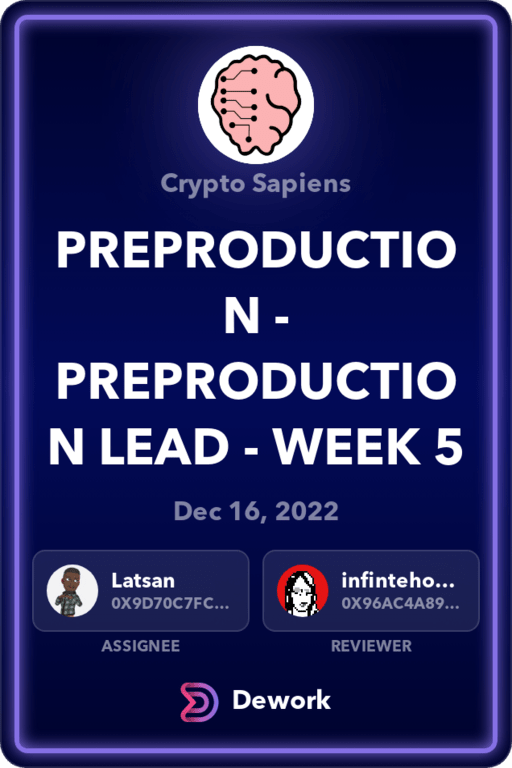 Crypto Sapiens
PREPRODUCTIO
N -
PREPRODUCTIO
N LEAD - WEEK 5
Dec 16, 2022
Latsan
0X9D70C7FC...
ASSIGNEE
infinteho...
0X96AC4A89...
REVIEWER
Dework